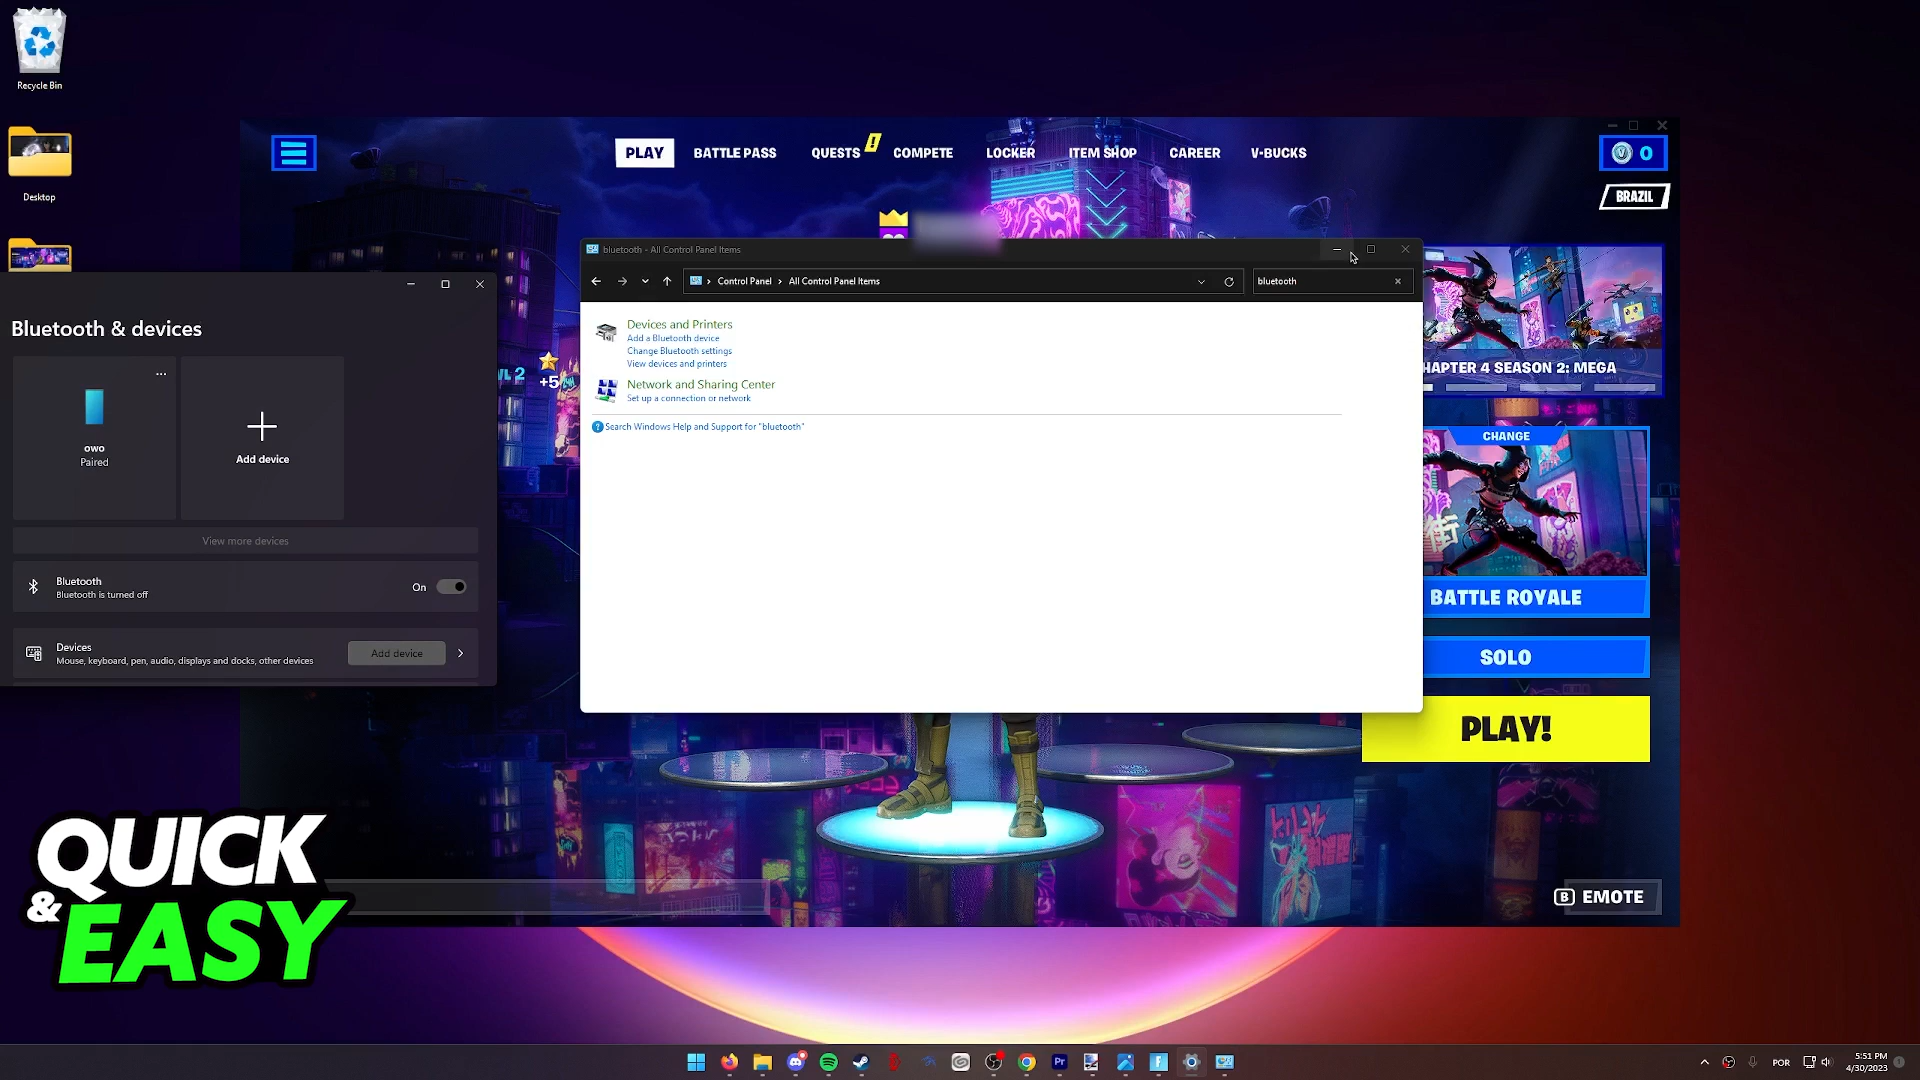 Recycle Bin
Desktop
PLAY
BATTLE PASS
QUESTS
!
COMPETE
LOCKER
ITEM SHOP
CAREER
V-BUCKS
0
BRAZIL
bluetooth - All Control Panel Items
Control Panel > All Control Panel Items
bluetooth
Devices and Printers
Add a Bluetooth device
Change Bluetooth settings
View devices and printers
Network and Sharing Center
Set up a connection or network
Search Windows Help and Support for "bluetooth"
Bluetooth & devices
owo
Paired
Add device
View more devices
Bluetooth
Bluetooth is turned off
On
Devices
Mouse, keyboard, pen, audio, displays and docks, other devices
Add device
VL 2
+5
HAPTER 4 SEASON 2: MEGA
CHANGE
BATTLE ROYALE
SOLO
PLAY!
B EMOTE
QUICK
& EASY
Pr
POR
5:51 PM
4/30/2023